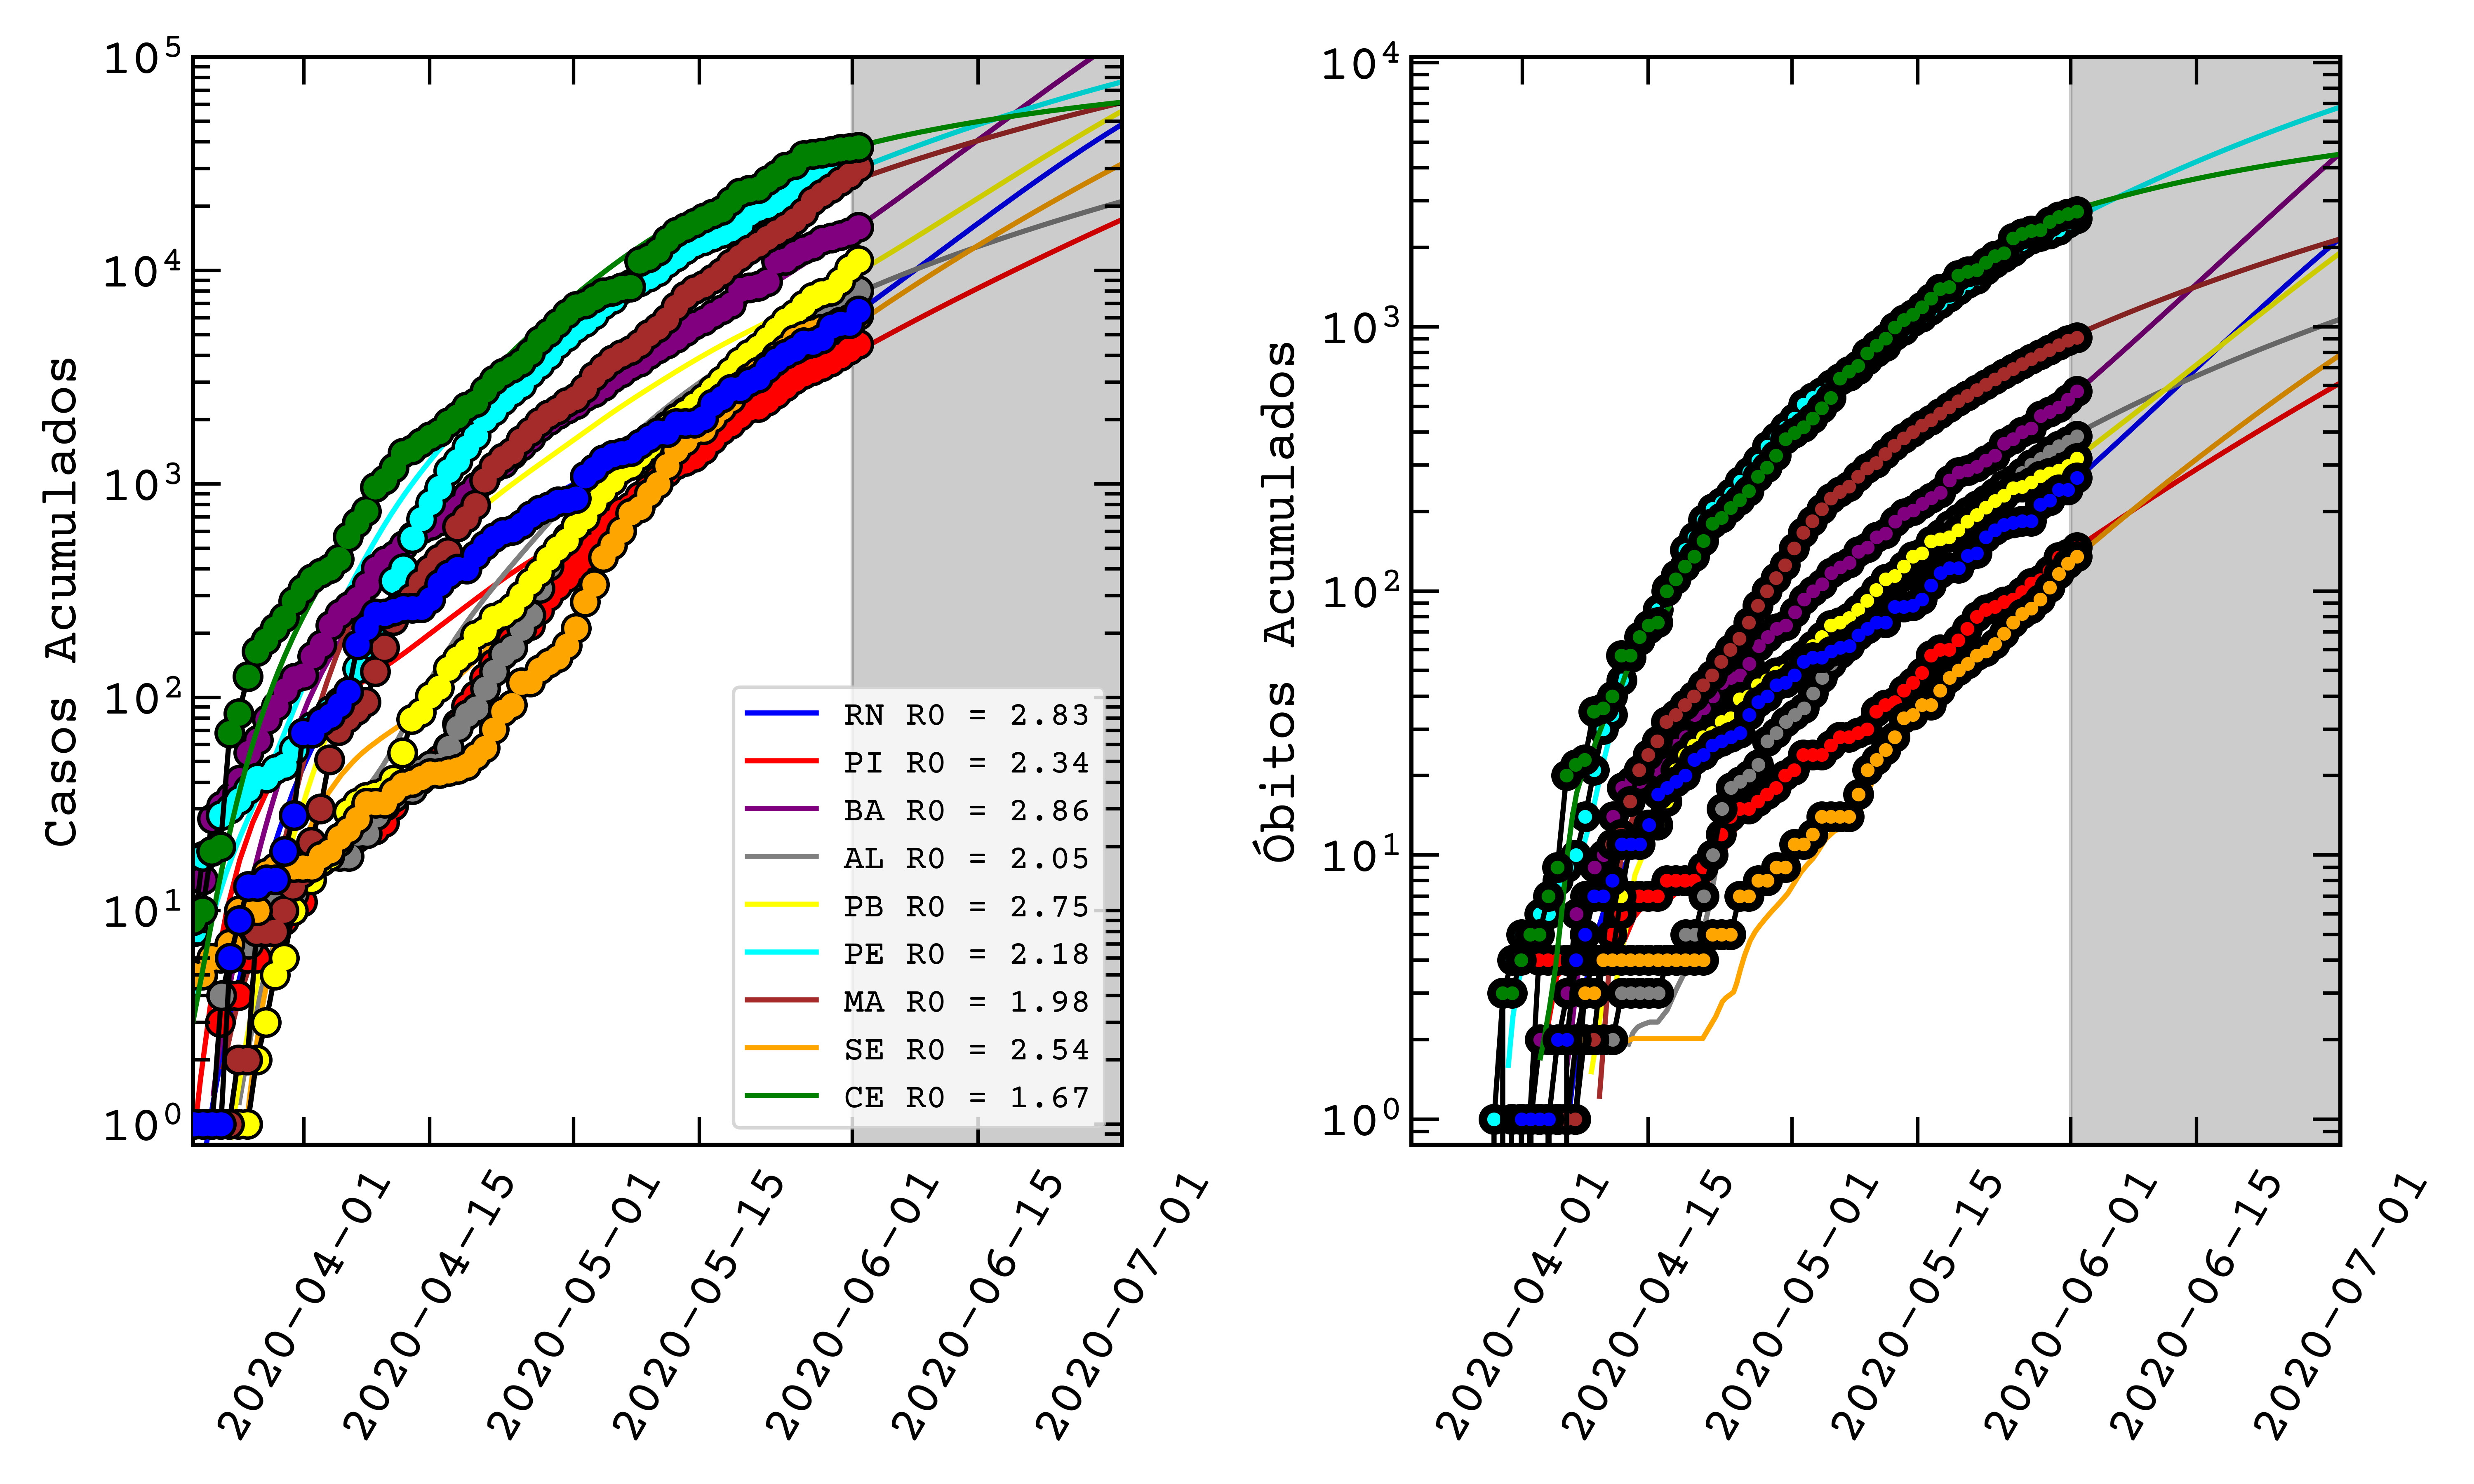 Casos Acumulados
10^5
10^4
10^3
10^2
10^1
10^0
2020-04-01
2020-04-15
2020-05-01
2020-05-15
2020-06-01
2020-06-15
2020-07-01
RN R0 = 2.83
PI R0 = 2.34
BA R0 = 2.86
AL R0 = 2.05
PB R0 = 2.75
PE R0 = 2.18
MA R0 = 1.98
SE R0 = 2.54
CE R0 = 1.67
Óbitos Acumulados
10^4
10^3
10^2
10^1
10^0
2020-04-01
2020-04-15
2020-05-01
2020-05-15
2020-06-01
2020-06-15
2020-07-01